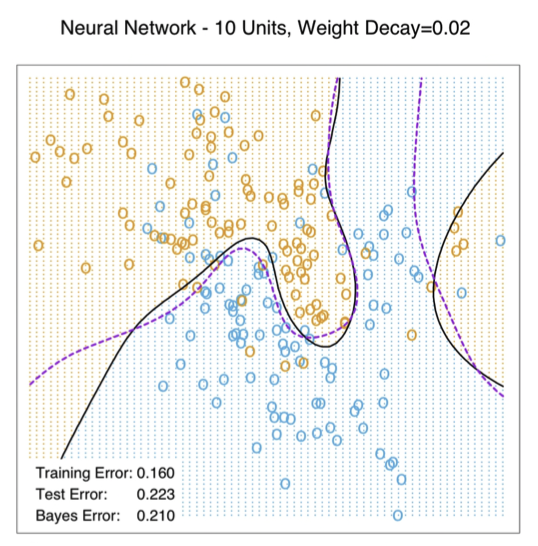 Neural Network - 10 Units, Weight Decay=0.02
Training Error: 0.160
Test Error: 0.223
Bayes Error: 0.210